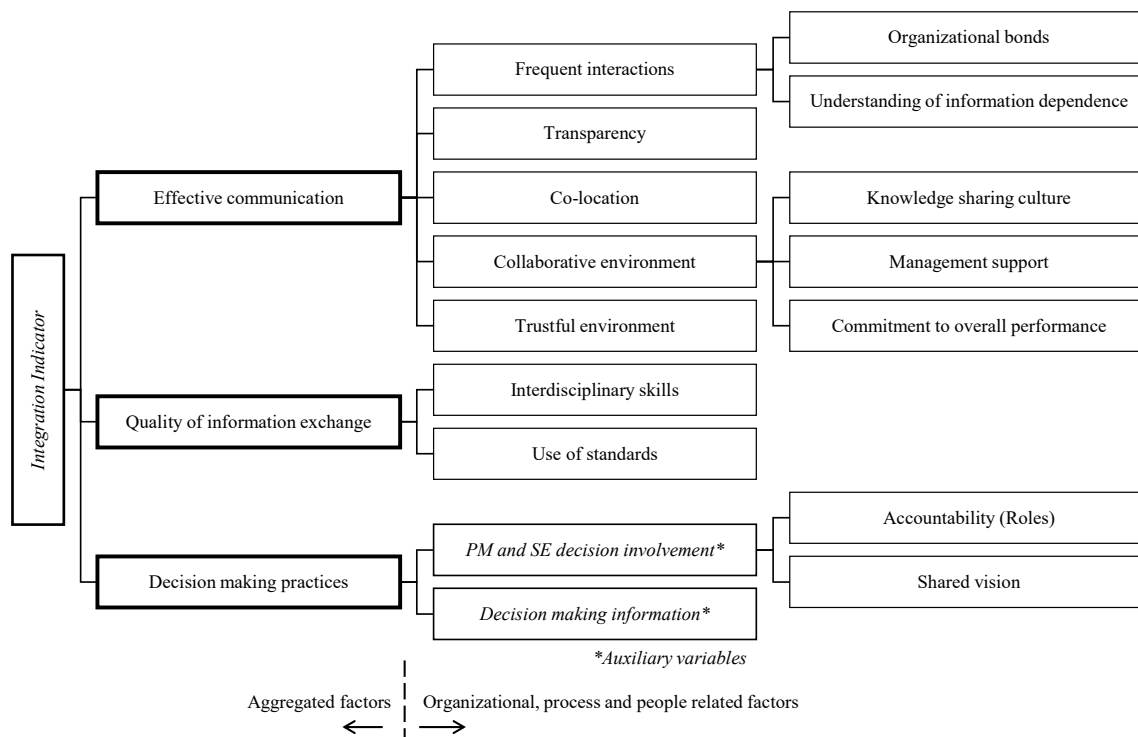 Integration Indicator
Effective communication
Frequent interactions
Organizational bonds
Understanding of information dependence
Transparency
Co-location
Collaborative environment
Knowledge sharing culture
Management support
Commitment to overall performance
Trustful environment
Quality of information exchange
Interdisciplinary skills
Use of standards
Decision making practices
PM and SE decision involvement*
Accountability (Roles)
Shared vision
Decision making information*
*Auxiliary variables
Aggregated factors
Organizational, process and people related factors